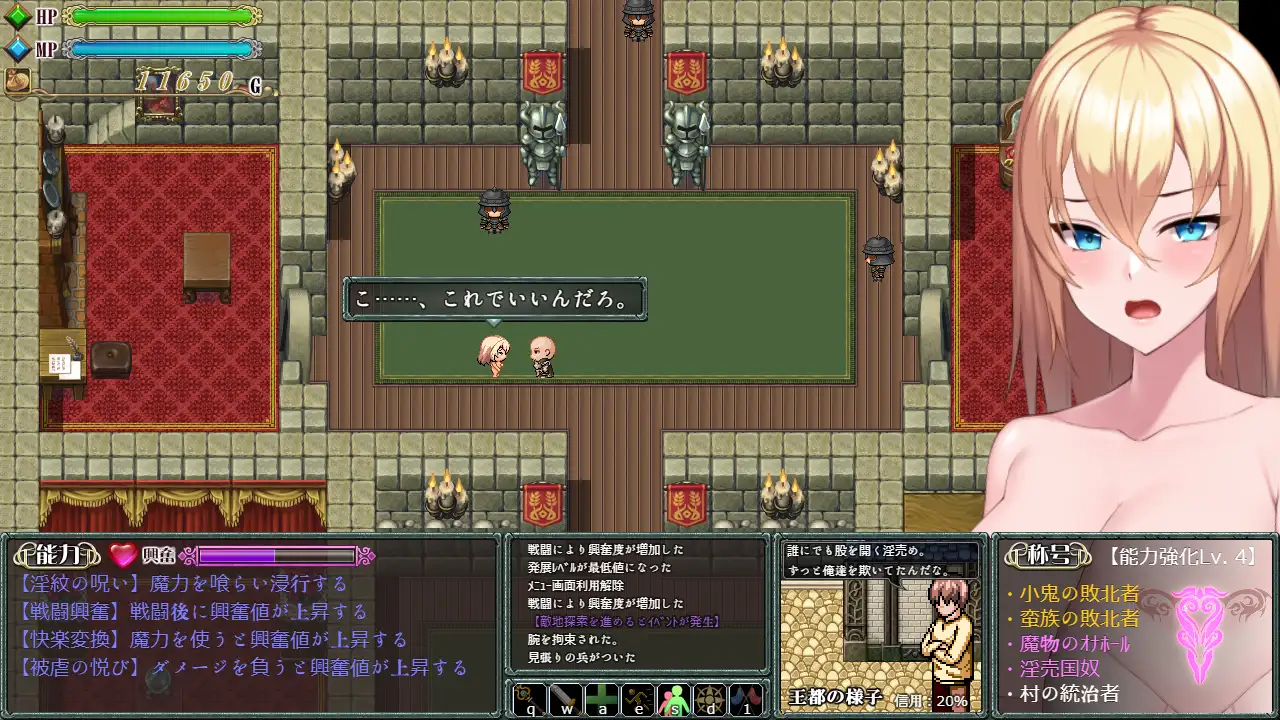 HP
MP
11650 G
こ……、これでいいんだろ。
能力 興奮
【淫紋の呪い】魔力を喰らい浸行する
【戦闘興奮】戦闘後に興奮値が上昇する
【快楽変換】魔力を使うと興奮値が上昇する
【被虐の悦び】ダメージを負うと興奮値が上昇する
戦闘により興奮度が増加した
発展ﾚﾍﾞﾙが最低値になった
ﾒﾆｭｰ画面利用解除
戦闘により興奮度が増加した
【敵地探索を進めるとｲﾍﾞﾝﾄが発生】
腕を拘束された。
見張りの兵がついた
q w a e s d 1
誰にでも股を開く淫売め。
ずっと俺達を欺いてたんだな。
王都の様子 信用:20%
称号 【能力強化Lv. 4】
・小鬼の敗北者
・蛮族の敗北者
・魔物のｵﾅﾎｰﾙ
・淫売国奴
・村の統治者